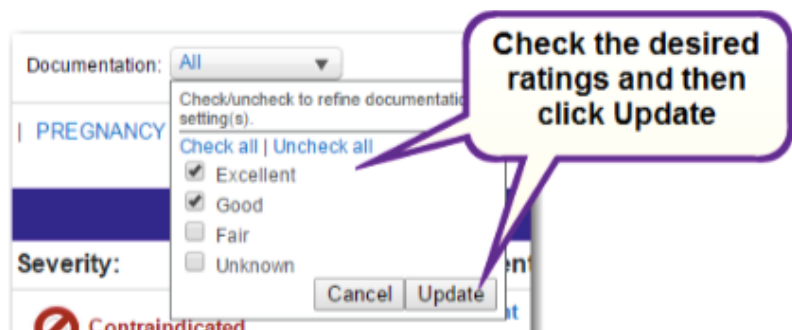 Check the desired
ratings and then
click Update
Documentation: All
Check/uncheck to refine documentatio
setting(s).
| PREGNANCY
Check all | Uncheck all
Excellent
Good
Fair
Unknown
Severity:
Cancel Update
Contraindicated